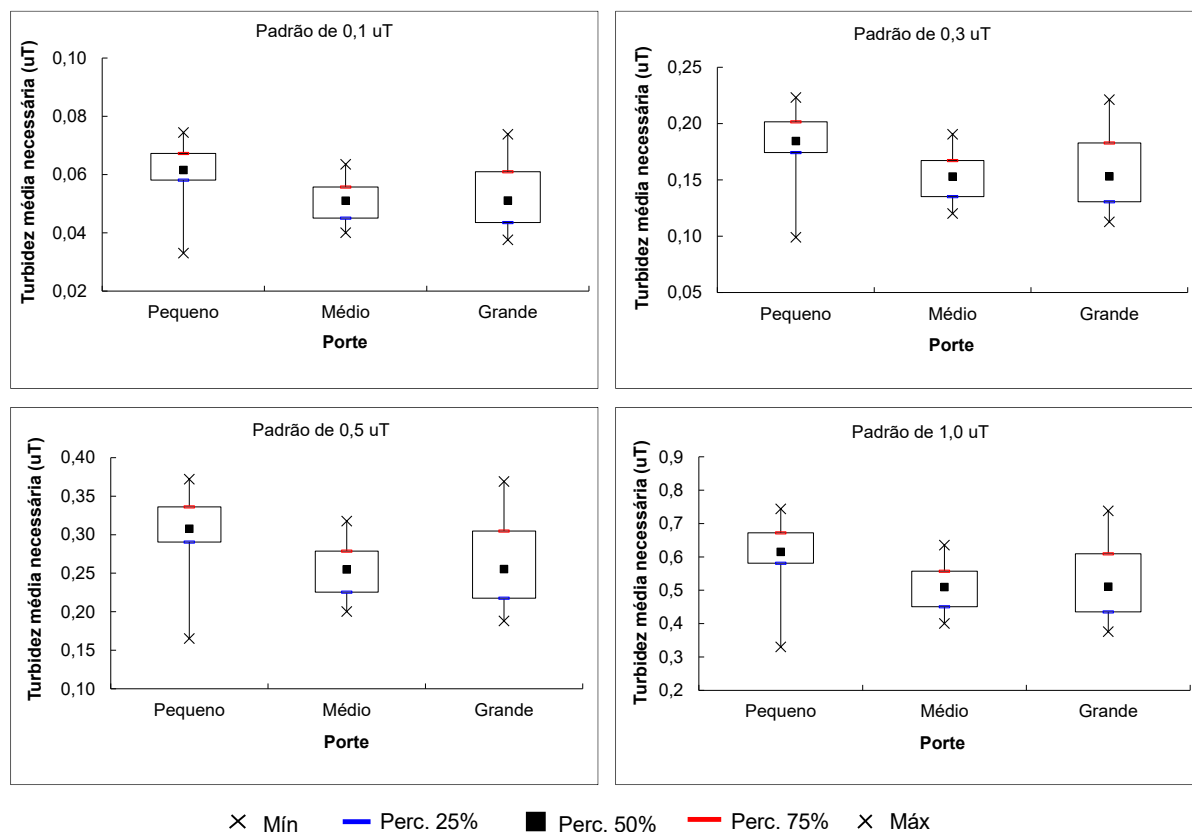 Padrão de 0,1 uT
Turbidez média necessária (uT)
0,10
0,08
0,06
0,04
0,02
Pequeno Médio Grande
Porte
Padrão de 0,3 uT
Turbidez média necessária (uT)
0,25
0,20
0,15
0,10
0,05
Pequeno Médio Grande
Porte
Padrão de 0,5 uT
Turbidez média necessária (uT)
0,40
0,35
0,30
0,25
0,20
0,15
0,10
Pequeno Médio Grande
Porte
Padrão de 1,0 uT
Turbidez média necessária (uT)
0,9
0,8
0,7
0,6
0,5
0,4
0,3
0,2
Pequeno Médio Grande
Porte
Mín Perc. 25% Perc. 50% Perc. 75% Máx